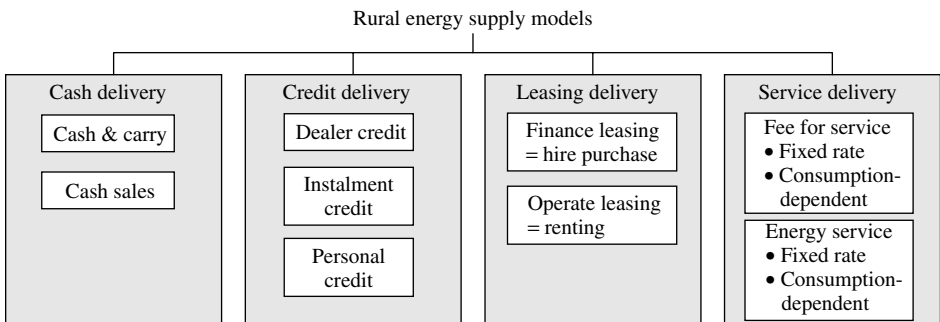 Rural energy supply models
Cash delivery
Cash & carry
Cash sales
Credit delivery
Dealer credit
Instalment
credit
Personal
credit
Leasing delivery
Finance leasing
= hire purchase
Operate leasing
= renting
Service delivery
Fee for service
• Fixed rate
• Consumption-
dependent
Energy service
• Fixed rate
• Consumption-
dependent